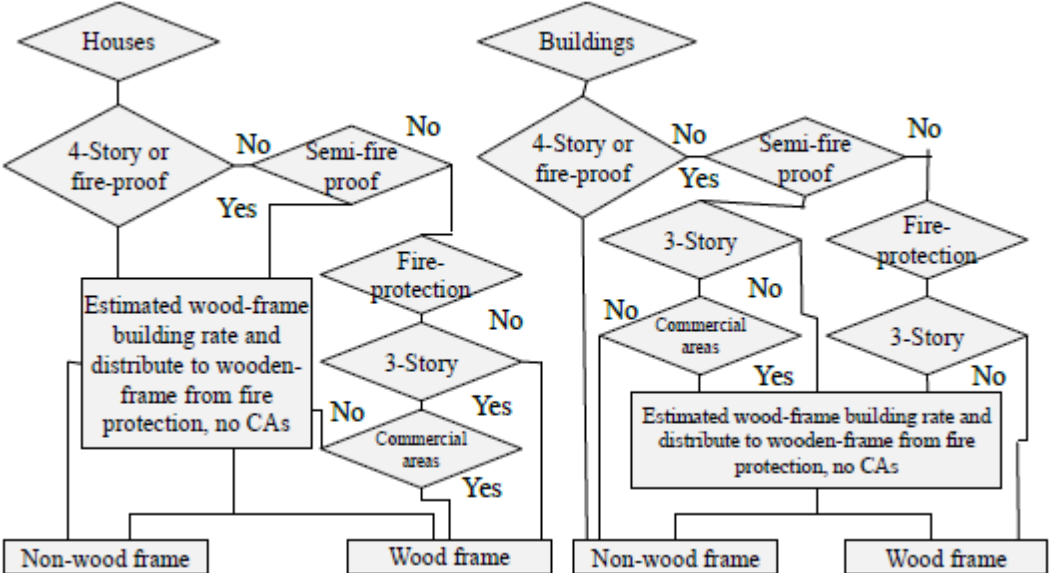 Houses
4-Story or
fire-proof
No
Semi-fire
proof
No
Yes
Fire-
protection
No
3-Story
Yes
Estimated wood-frame
building rate and
distribute to wooden-
frame from fire
protection, no CAs
No
Commercial
areas
Yes
Non-wood frame
Wood frame
Buildings
4-Story or
fire-proof
No
Semi-fire
proof
No
Yes
3-Story
Fire-
protection
No
No
Commercial
areas
3-Story
Yes
No
Estimated wood-frame building rate and
distribute to wooden-frame from fire
protection, no CAs
Non-wood frame
Wood frame